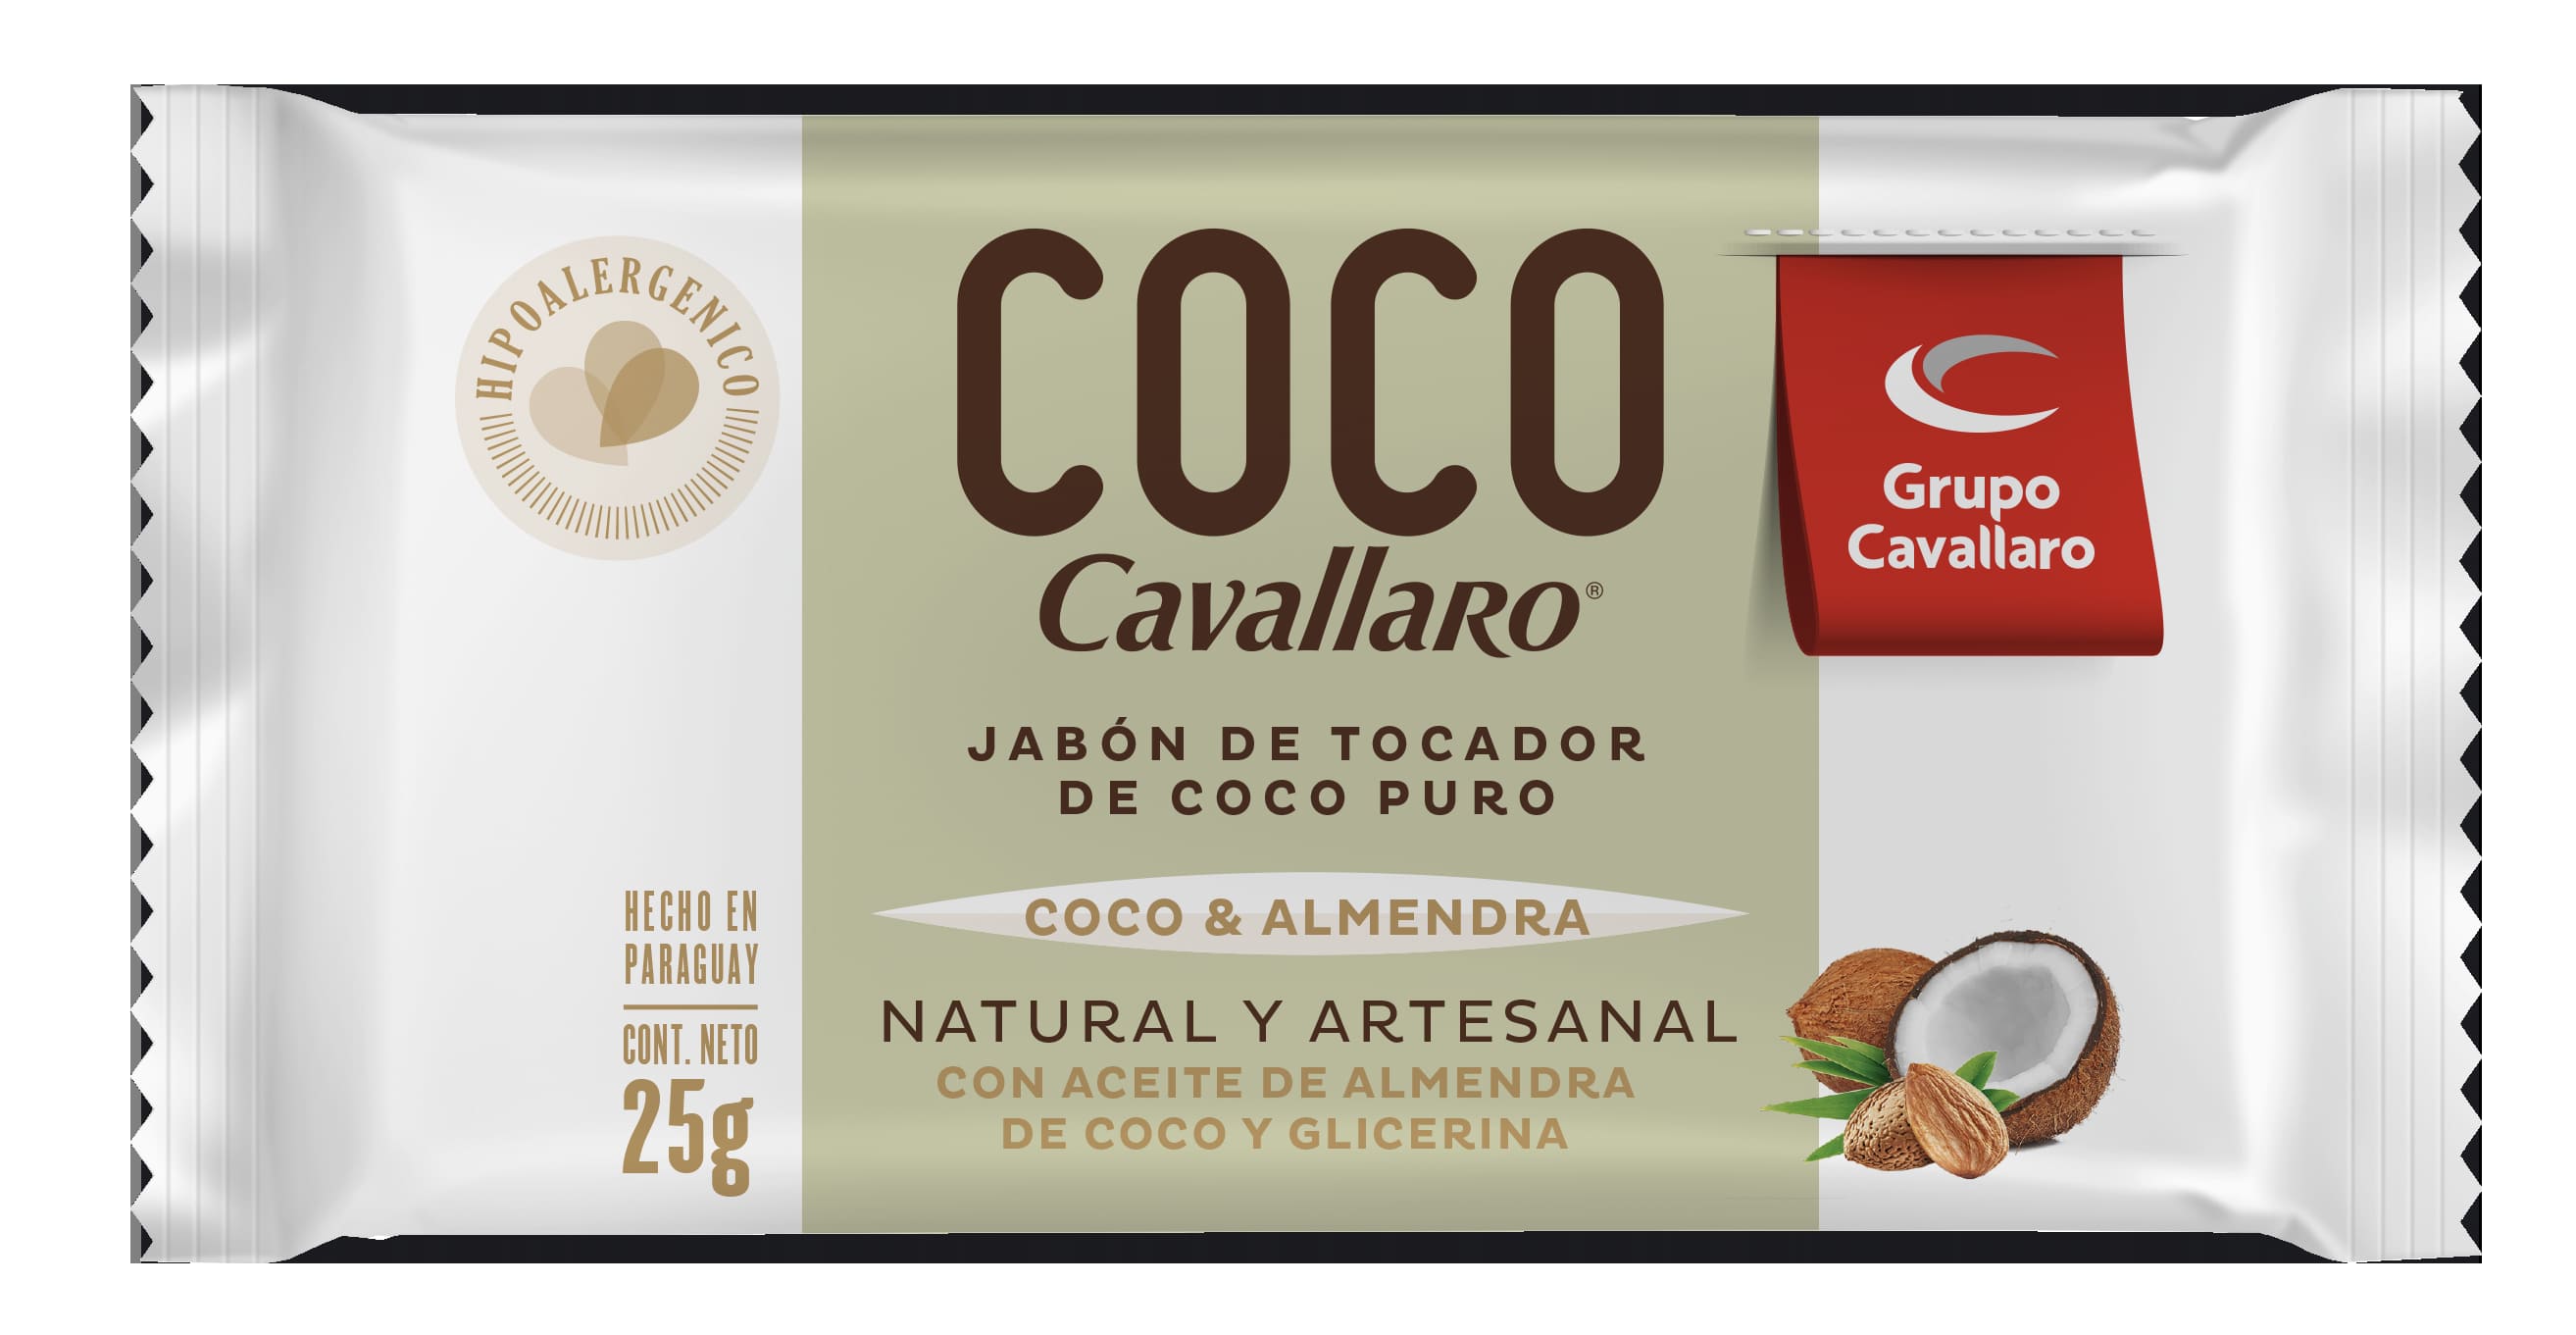 HIPOALERGENICO
COCO
Cavallaro®
Grupo
Cavallaro
JABÓN DE TOCADOR
DE COCO PURO
COCO & ALMENDRA
NATURAL Y ARTESANAL
CON ACEITE DE ALMENDRA
DE COCO Y GLICERINA
HECHO EN
PARAGUAY
CONT. NETO
25g